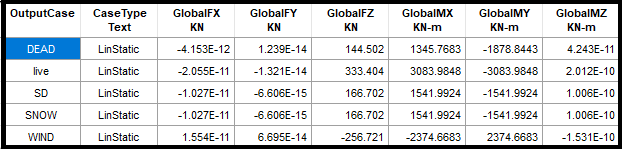 OutputCase CaseType GlobalFX GlobalFY GlobalFZ GlobalMX GlobalMY GlobalMZ
Text KN KN KN KN-m KN-m KN-m
DEAD LinStatic -4.153E-12 1.239E-14 144.502 1345.7683 -1878.8443 4.243E-11
live LinStatic -2.055E-11 -1.321E-14 333.404 3083.9848 -3083.9848 2.012E-10
SD LinStatic -1.027E-11 -6.606E-15 166.702 1541.9924 -1541.9924 1.006E-10
SNOW LinStatic -1.027E-11 -6.606E-15 166.702 1541.9924 -1541.9924 1.006E-10
WIND LinStatic 1.554E-11 6.695E-14 -256.721 -2374.6683 2374.6683 -1.531E-10